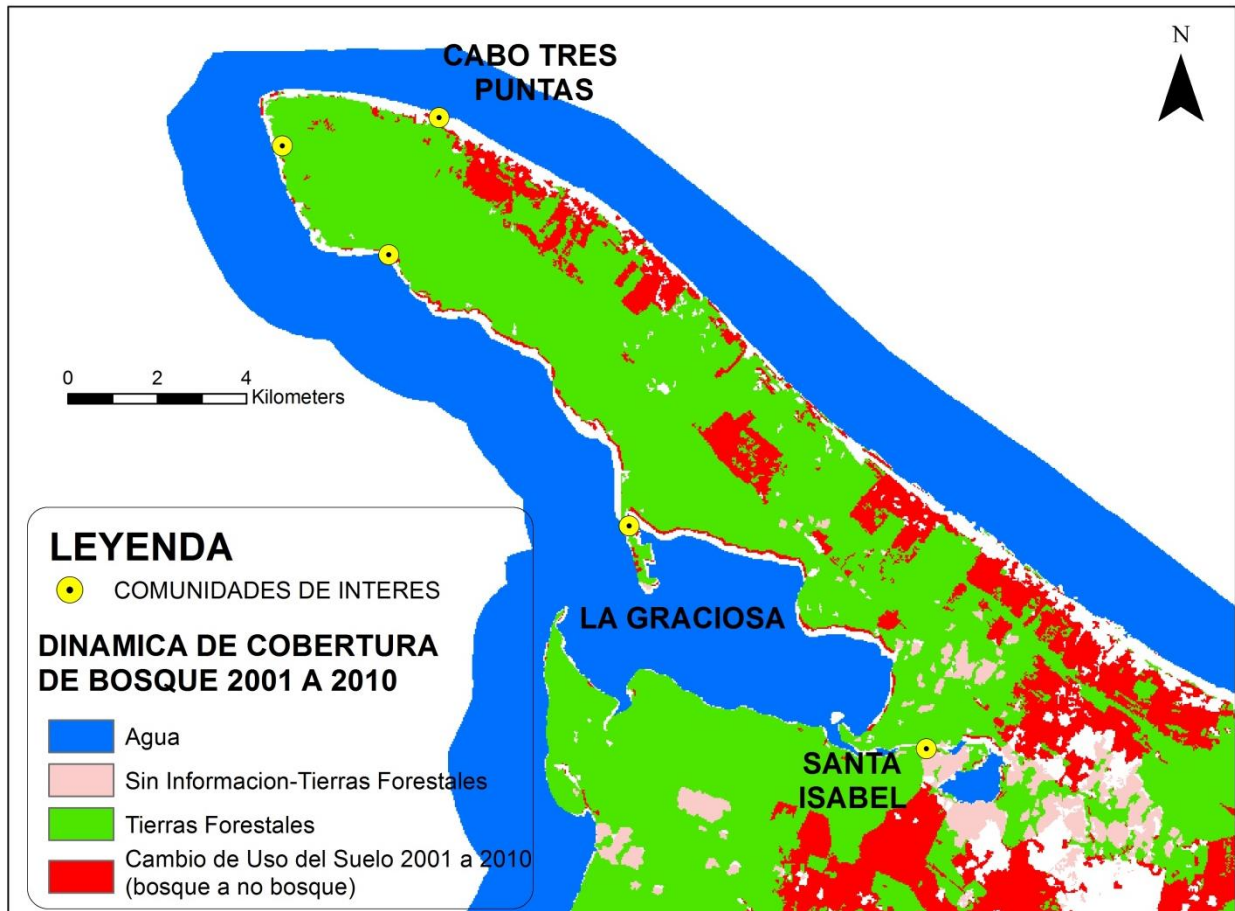 CABO TRES
PUNTAS
N
0 2 4
Kilometers
LA GRACIOSA
SANTA
ISABEL
LEYENDA
COMUNIDADES DE INTERES
DINAMICA DE COBERTURA
DE BOSQUE 2001 A 2010
Agua
Sin Informacion-Tierras Forestales
Tierras Forestales
Cambio de Uso del Suelo 2001 a 2010
(bosque a no bosque)